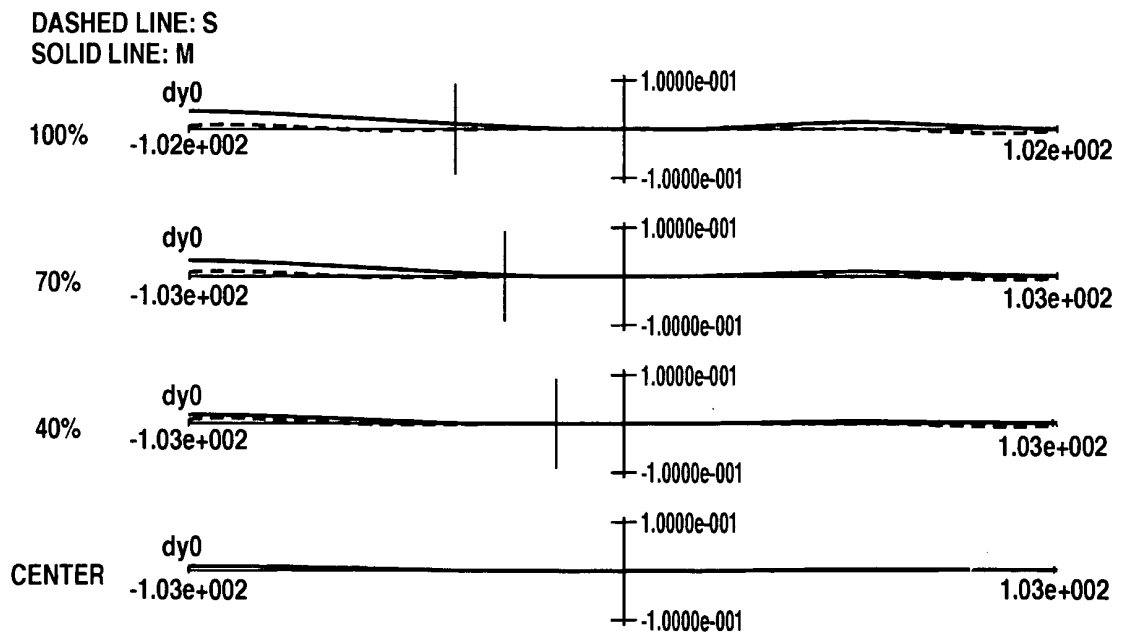 DASHED LINE: S
SOLID LINE: M
1.0000e-001
dy0
100%
-1.02e+002
1.02e+002
-1.0000e-001
1.0000e-001
dy0
70%
-1.03e+002
1.03e+002
-1.0000e-001
1.0000e-001
dy0
40%
-1.03e+002
1.03e+002
-1.0000e-001
1.0000e-001
dy0
CENTER
-1.03e+002
1.03e+002
-1.0000e-001